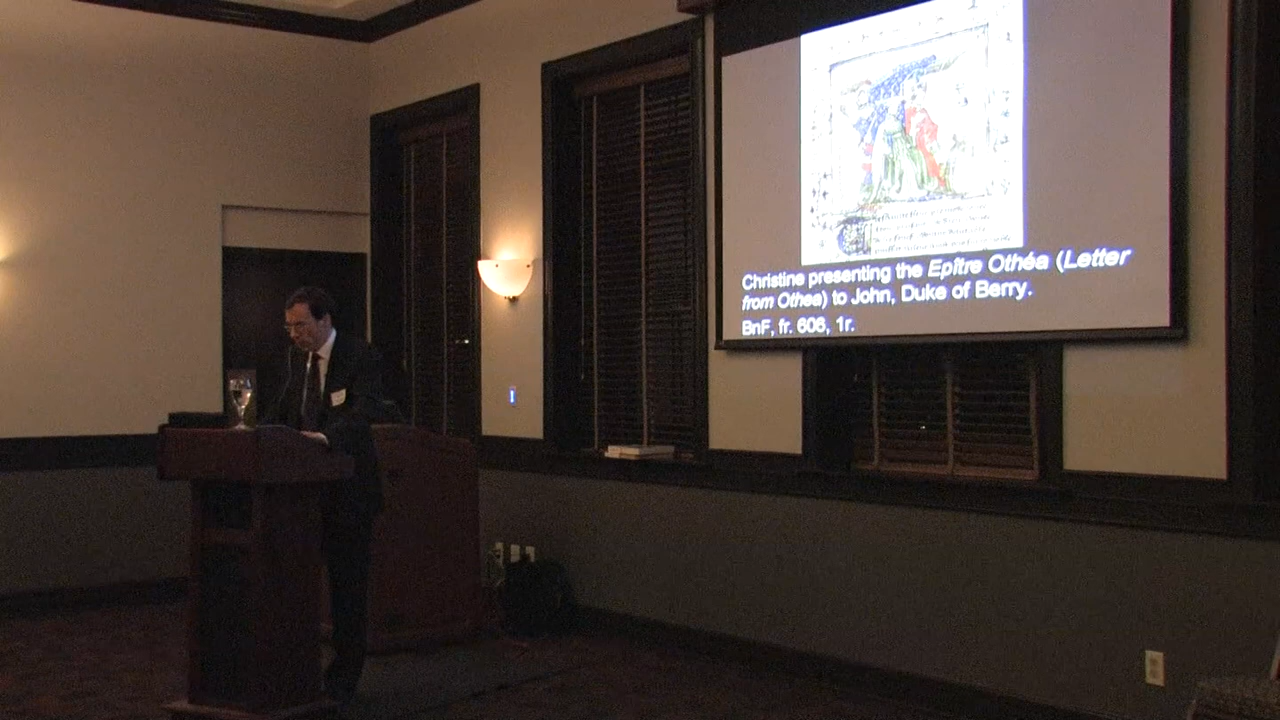 Christine presenting the Epître Othéa (Letter
from Othea) to John, Duke of Berry.
BnF, fr. 606, 1r.